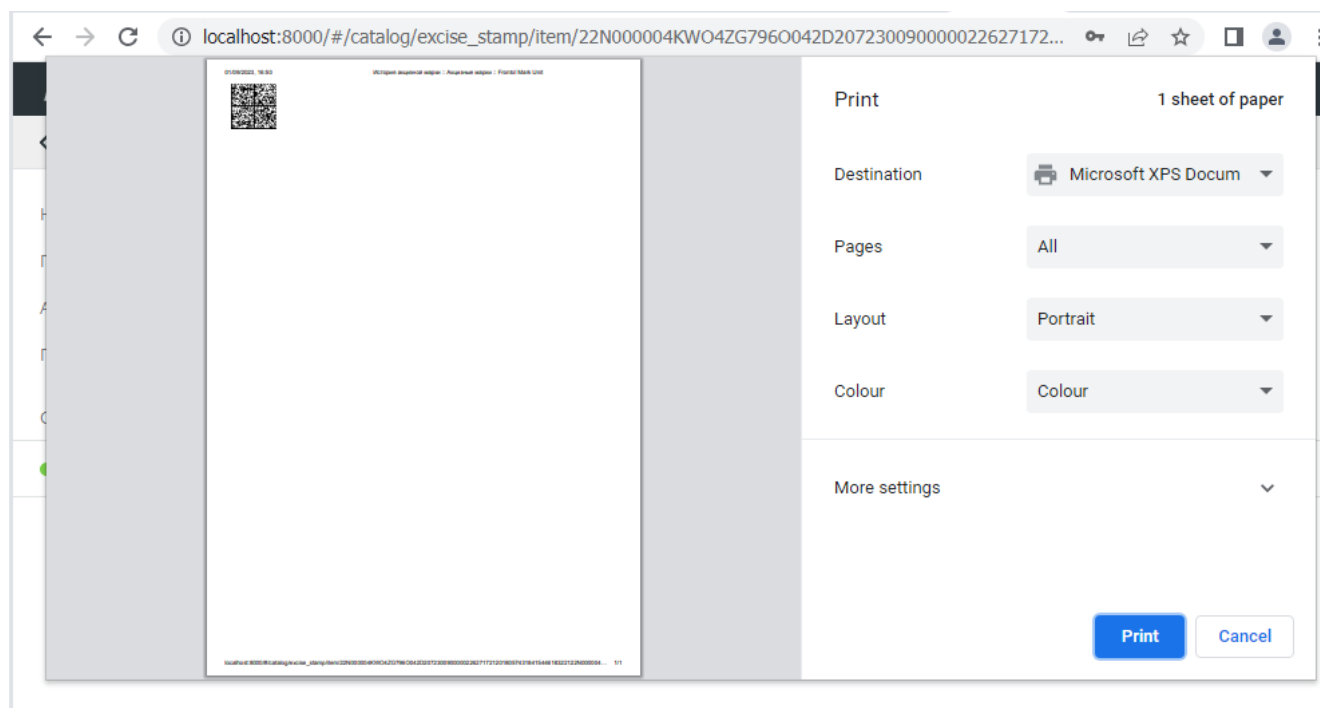 localhost:8000/#/catalog/excise_stamp/item/22N000004KWO4ZG796O042D207230090000022627172...
01/09/2023, 16:50 История акцизной марки :: Акцизные марки :: Frontol Mark Unit
Print 1 sheet of paper
Destination Microsoft XPS Docum
Pages All
Layout Portrait
Colour Colour
More settings
Print Cancel
1/1